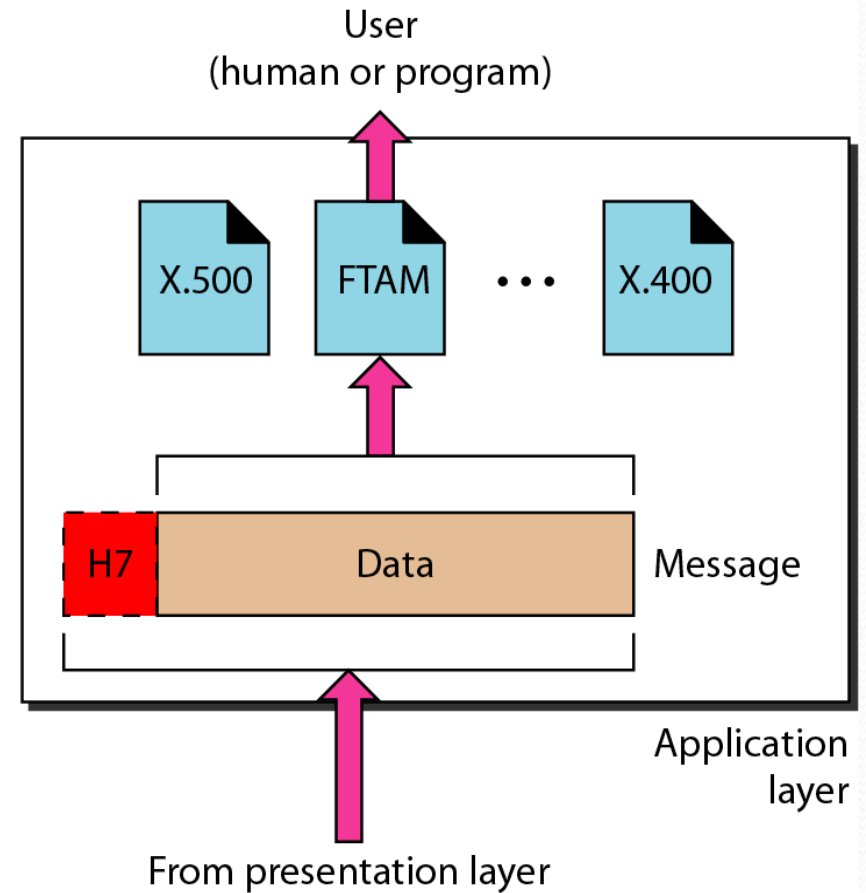 User
(human or program)
X.500
FTAM
...
X.400
H7
Data
Message
Application
layer
From presentation layer